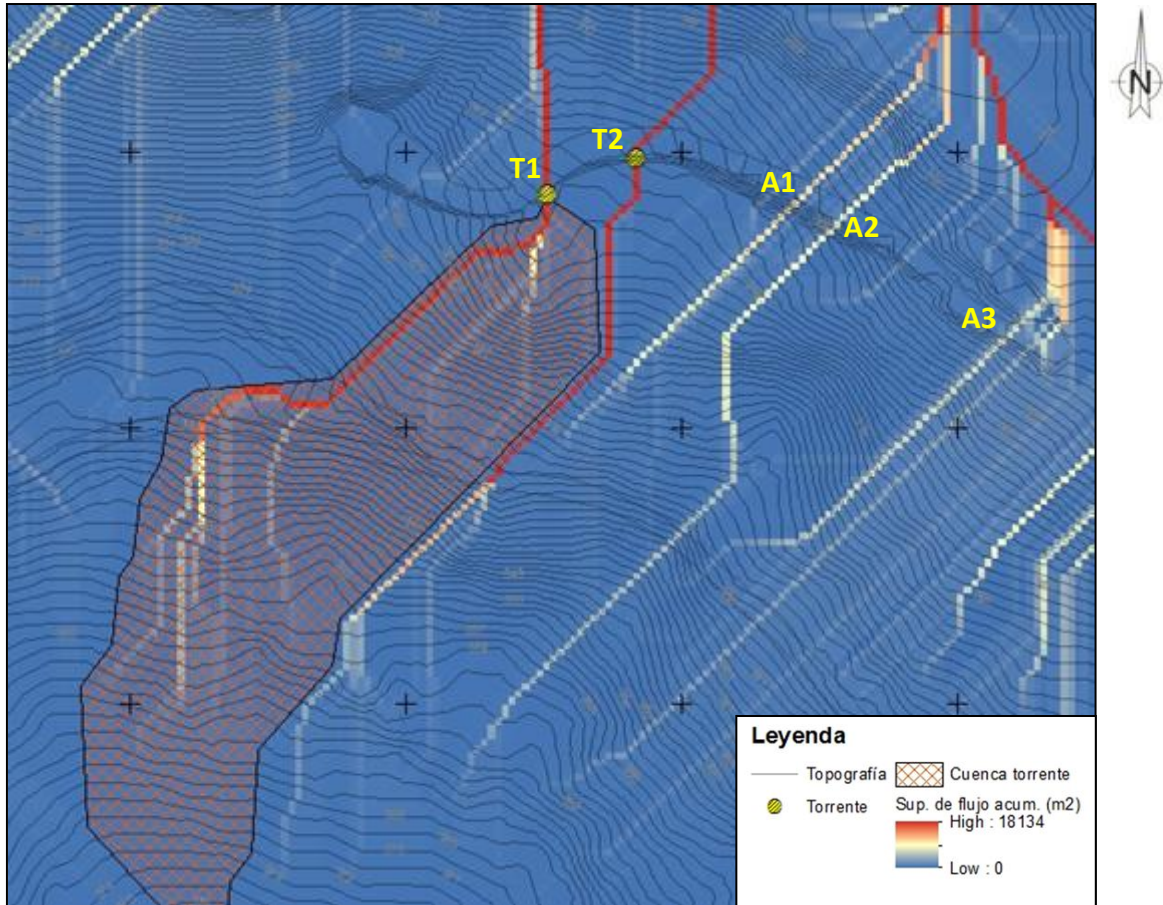 N
T1
T2
A1
A2
A3
Leyenda
Topografía
Cuenca torrente
Torrente
Sup. de flujo acum. (m2)
High : 18134
Low : 0